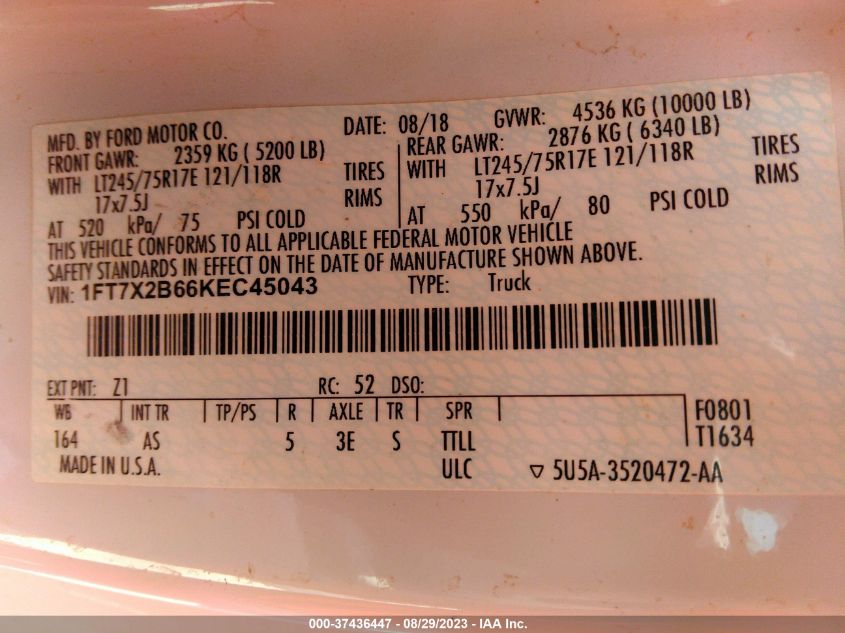 MFD. BY FORD MOTOR CO.
DATE: 08/18 GVWR: 4536 KG (10000 LB)
FRONT GAWR: 2359 KG ( 5200 LB)
WITH LT245/75R17E 121/118R TIRES
17x7.5J RIMS
AT 520 kPa/ 75 PSI COLD
REAR GAWR: 2876 KG ( 6340 LB)
WITH LT245/75R17E 121/118R TIRES
17x7.5J RIMS
AT 550 kPa/ 80 PSI COLD
THIS VEHICLE CONFORMS TO ALL APPLICABLE FEDERAL MOTOR VEHICLE
SAFETY STANDARDS IN EFFECT ON THE DATE OF MANUFACTURE SHOWN ABOVE.
VIN: 1FT7X2B66KEC45043 TYPE: Truck
EXT PNT: Z1 RC: 52 DSO:
WB INT TR TP/PS R AXLE TR SPR F0801
164 AS 5 3E S TTLL T1634
MADE IN U.S.A. ULC ▽ 5U5A-3520472-AA
000-37436447 - 08/29/2023 - IAA Inc.